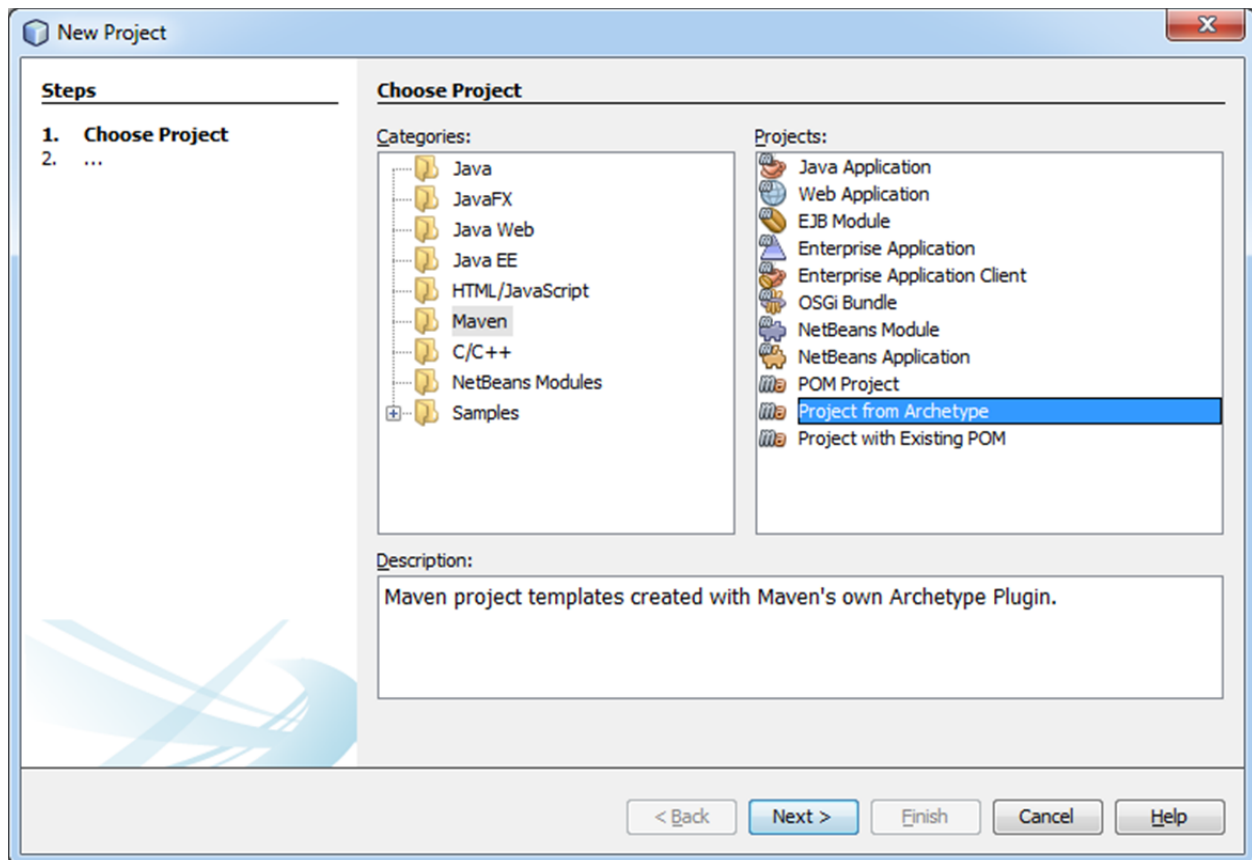 New Project
Steps
1. Choose Project
2. ...
Choose Project
Categories:
Java
JavaFX
Java Web
Java EE
HTML/JavaScript
Maven
C/C++
NetBeans Modules
Samples
Projects:
Java Application
Web Application
EJB Module
Enterprise Application
Enterprise Application Client
OSGi Bundle
NetBeans Module
NetBeans Application
POM Project
Project from Archetype
Project with Existing POM
Description:
Maven project templates created with Maven's own Archetype Plugin.
< Back Next > Finish Cancel Help